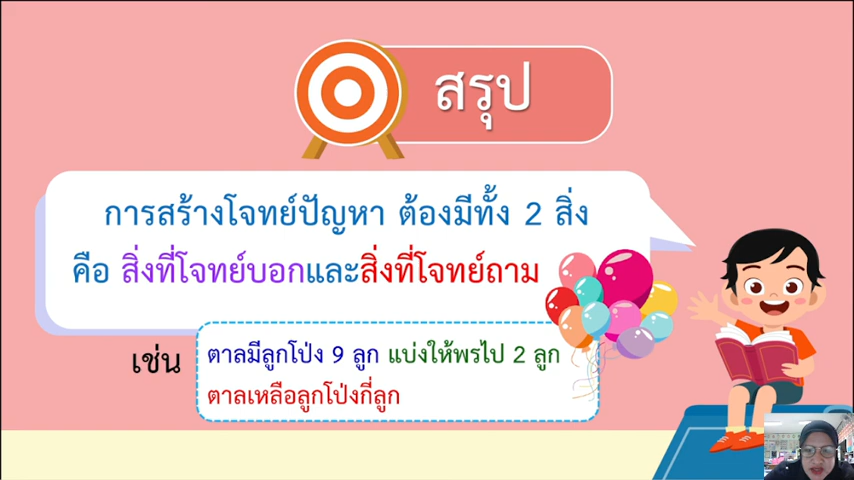 สรุป
การสร้างโจทย์ปัญหา ต้องมีทั้ง 2 สิ่ง
คือ สิ่งที่โจทย์บอกและสิ่งที่โจทย์ถาม
เช่น
ตาลมีลูกโป่ง 9 ลูก แบ่งให้พรไป 2 ลูก
ตาลเหลือลูกโป่งกี่ลูก